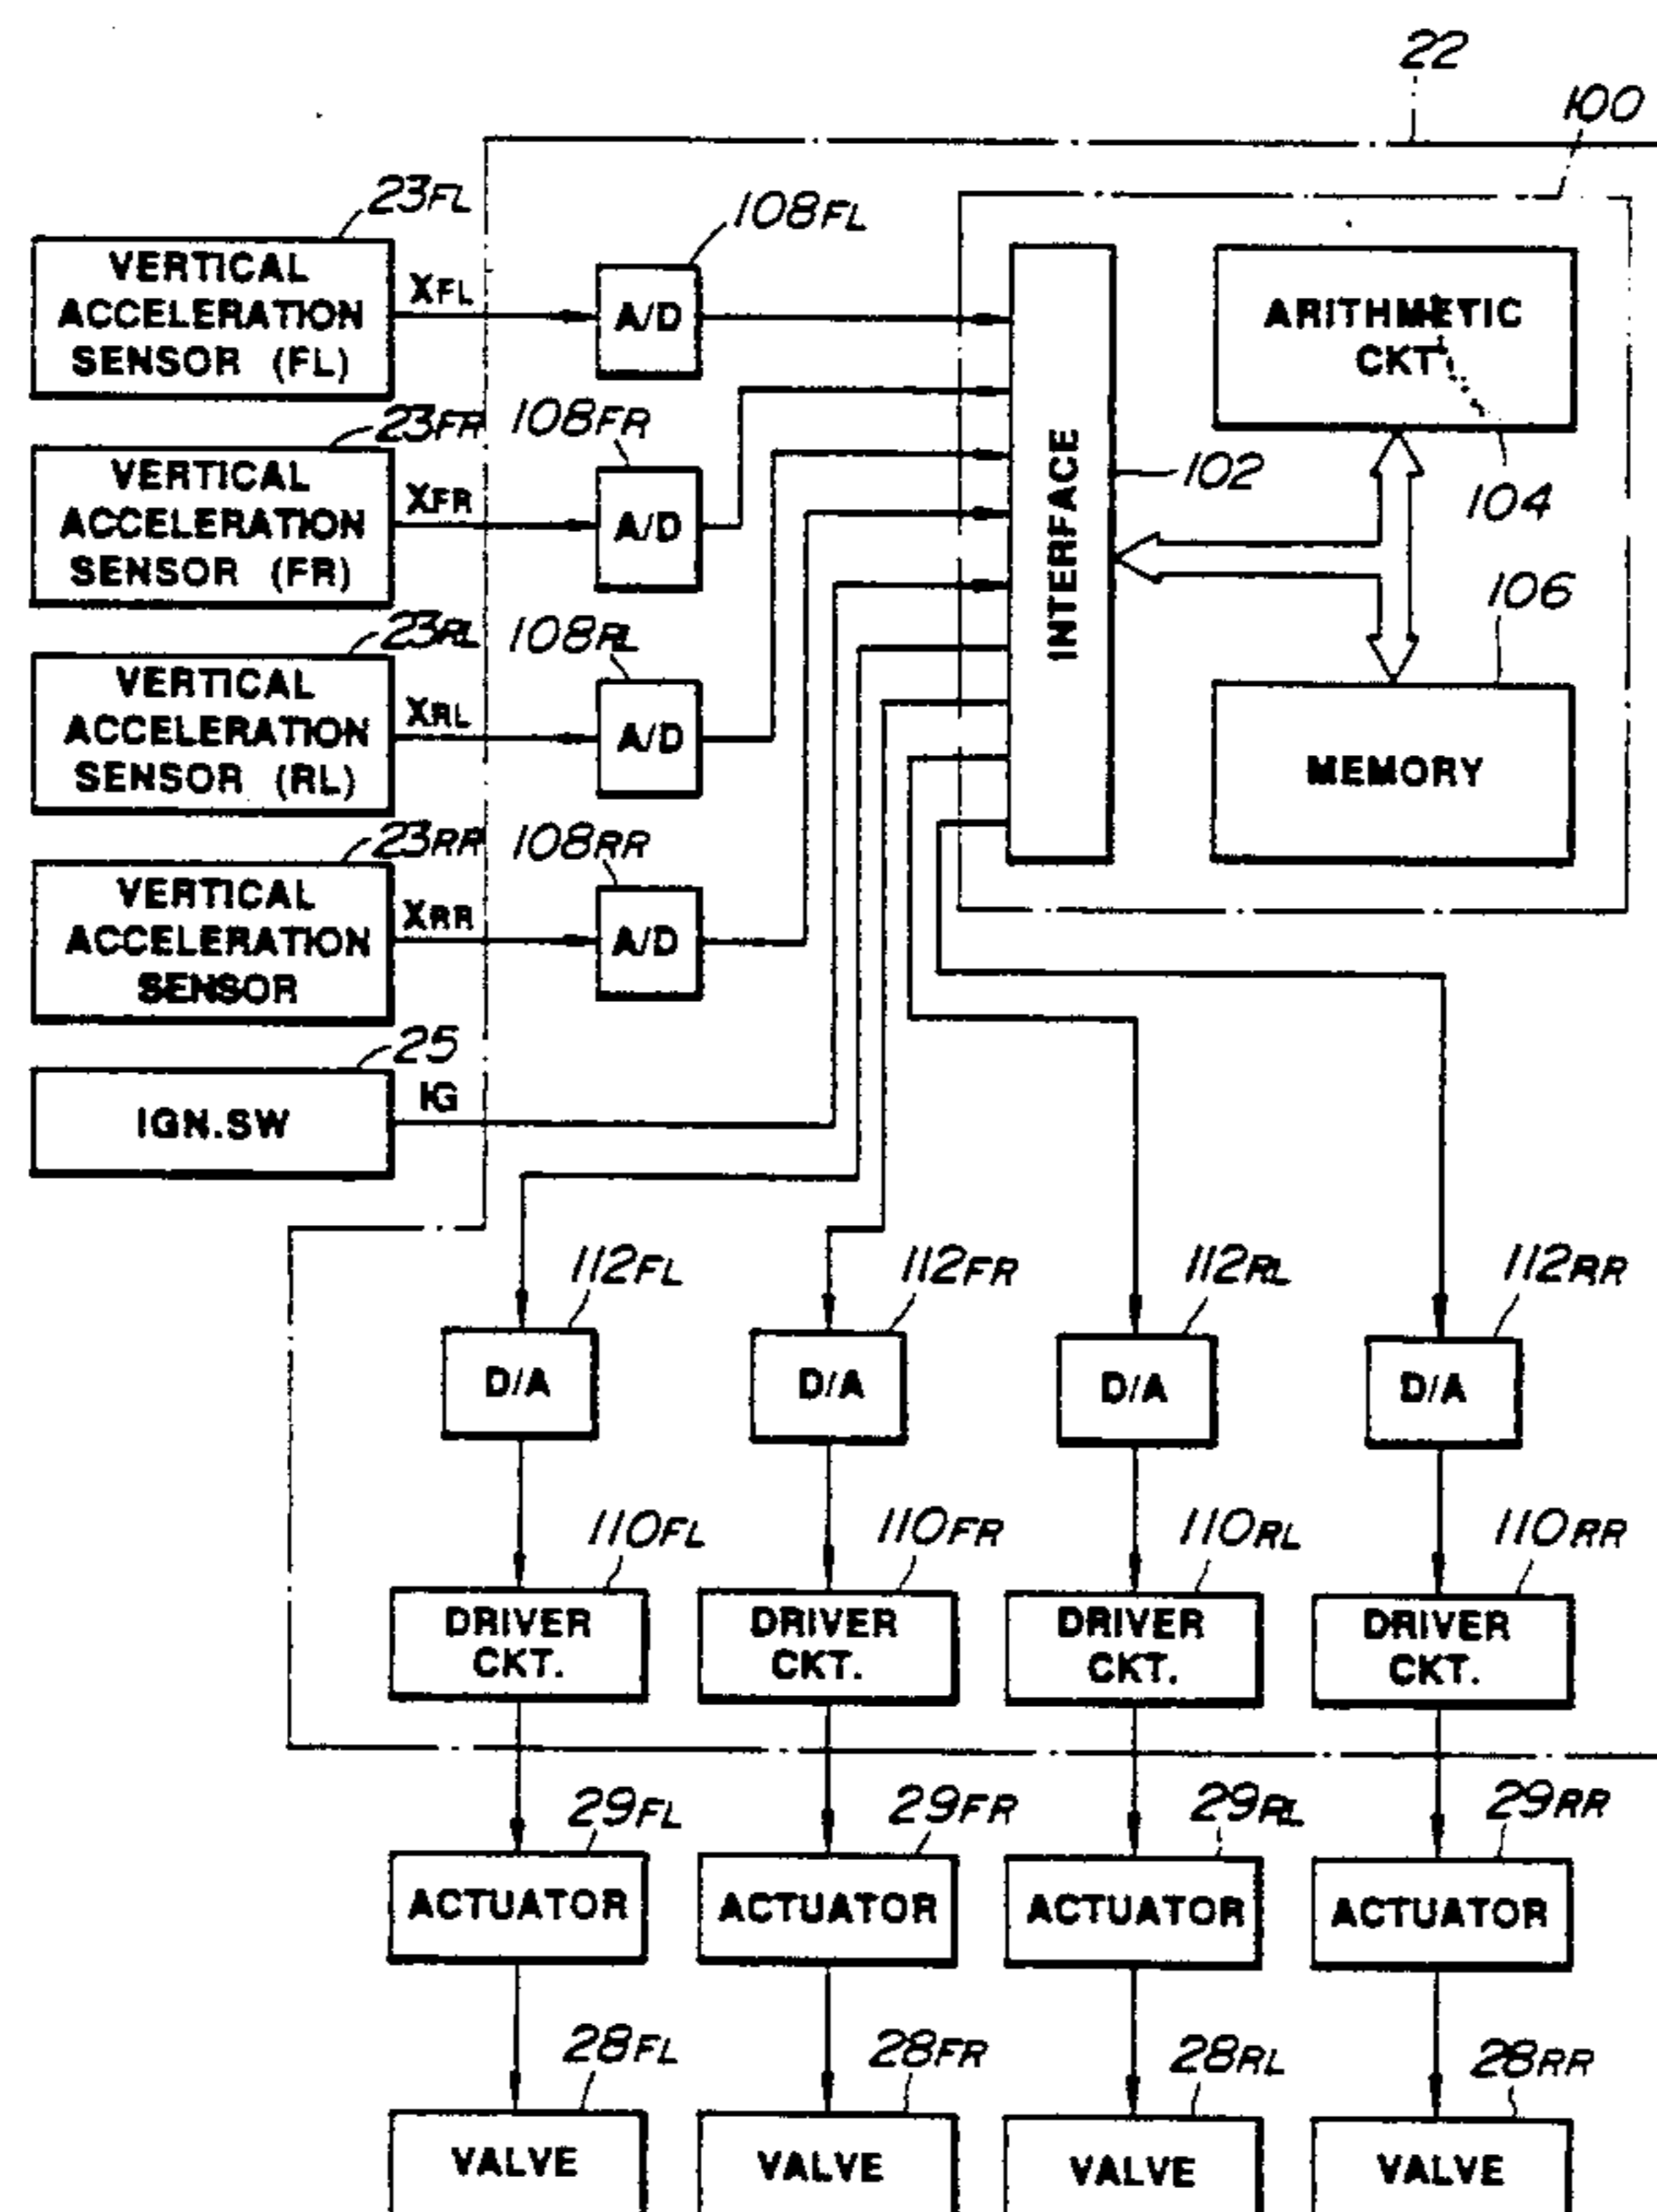 22
100
23FL
108FL
VERTICAL
ACCELERATION
SENSOR (FL)
XFL
A/D
ARITHMETIC
CKT
23FR
108FR
VERTICAL
ACCELERATION
SENSOR (FR)
XFR
A/D
INTERFACE
102
104
23RL
108RL
VERTICAL
ACCELERATION
SENSOR (RL)
XRL
A/D
106
MEMORY
23RR
108RR
VERTICAL
ACCELERATION
SENSOR
XRR
A/D
25
IGN.SW
IG
112FL
112FR
112RL
112RR
D/A
D/A
D/A
D/A
110FL
110FR
110RL
110RR
DRIVER
CKT.
DRIVER
CKT.
DRIVER
CKT.
DRIVER
CKT.
29FL
29FR
29RL
29RR
ACTUATOR
ACTUATOR
ACTUATOR
ACTUATOR
28FL
28FR
28RL
28RR
VALVE
VALVE
VALVE
VALVE